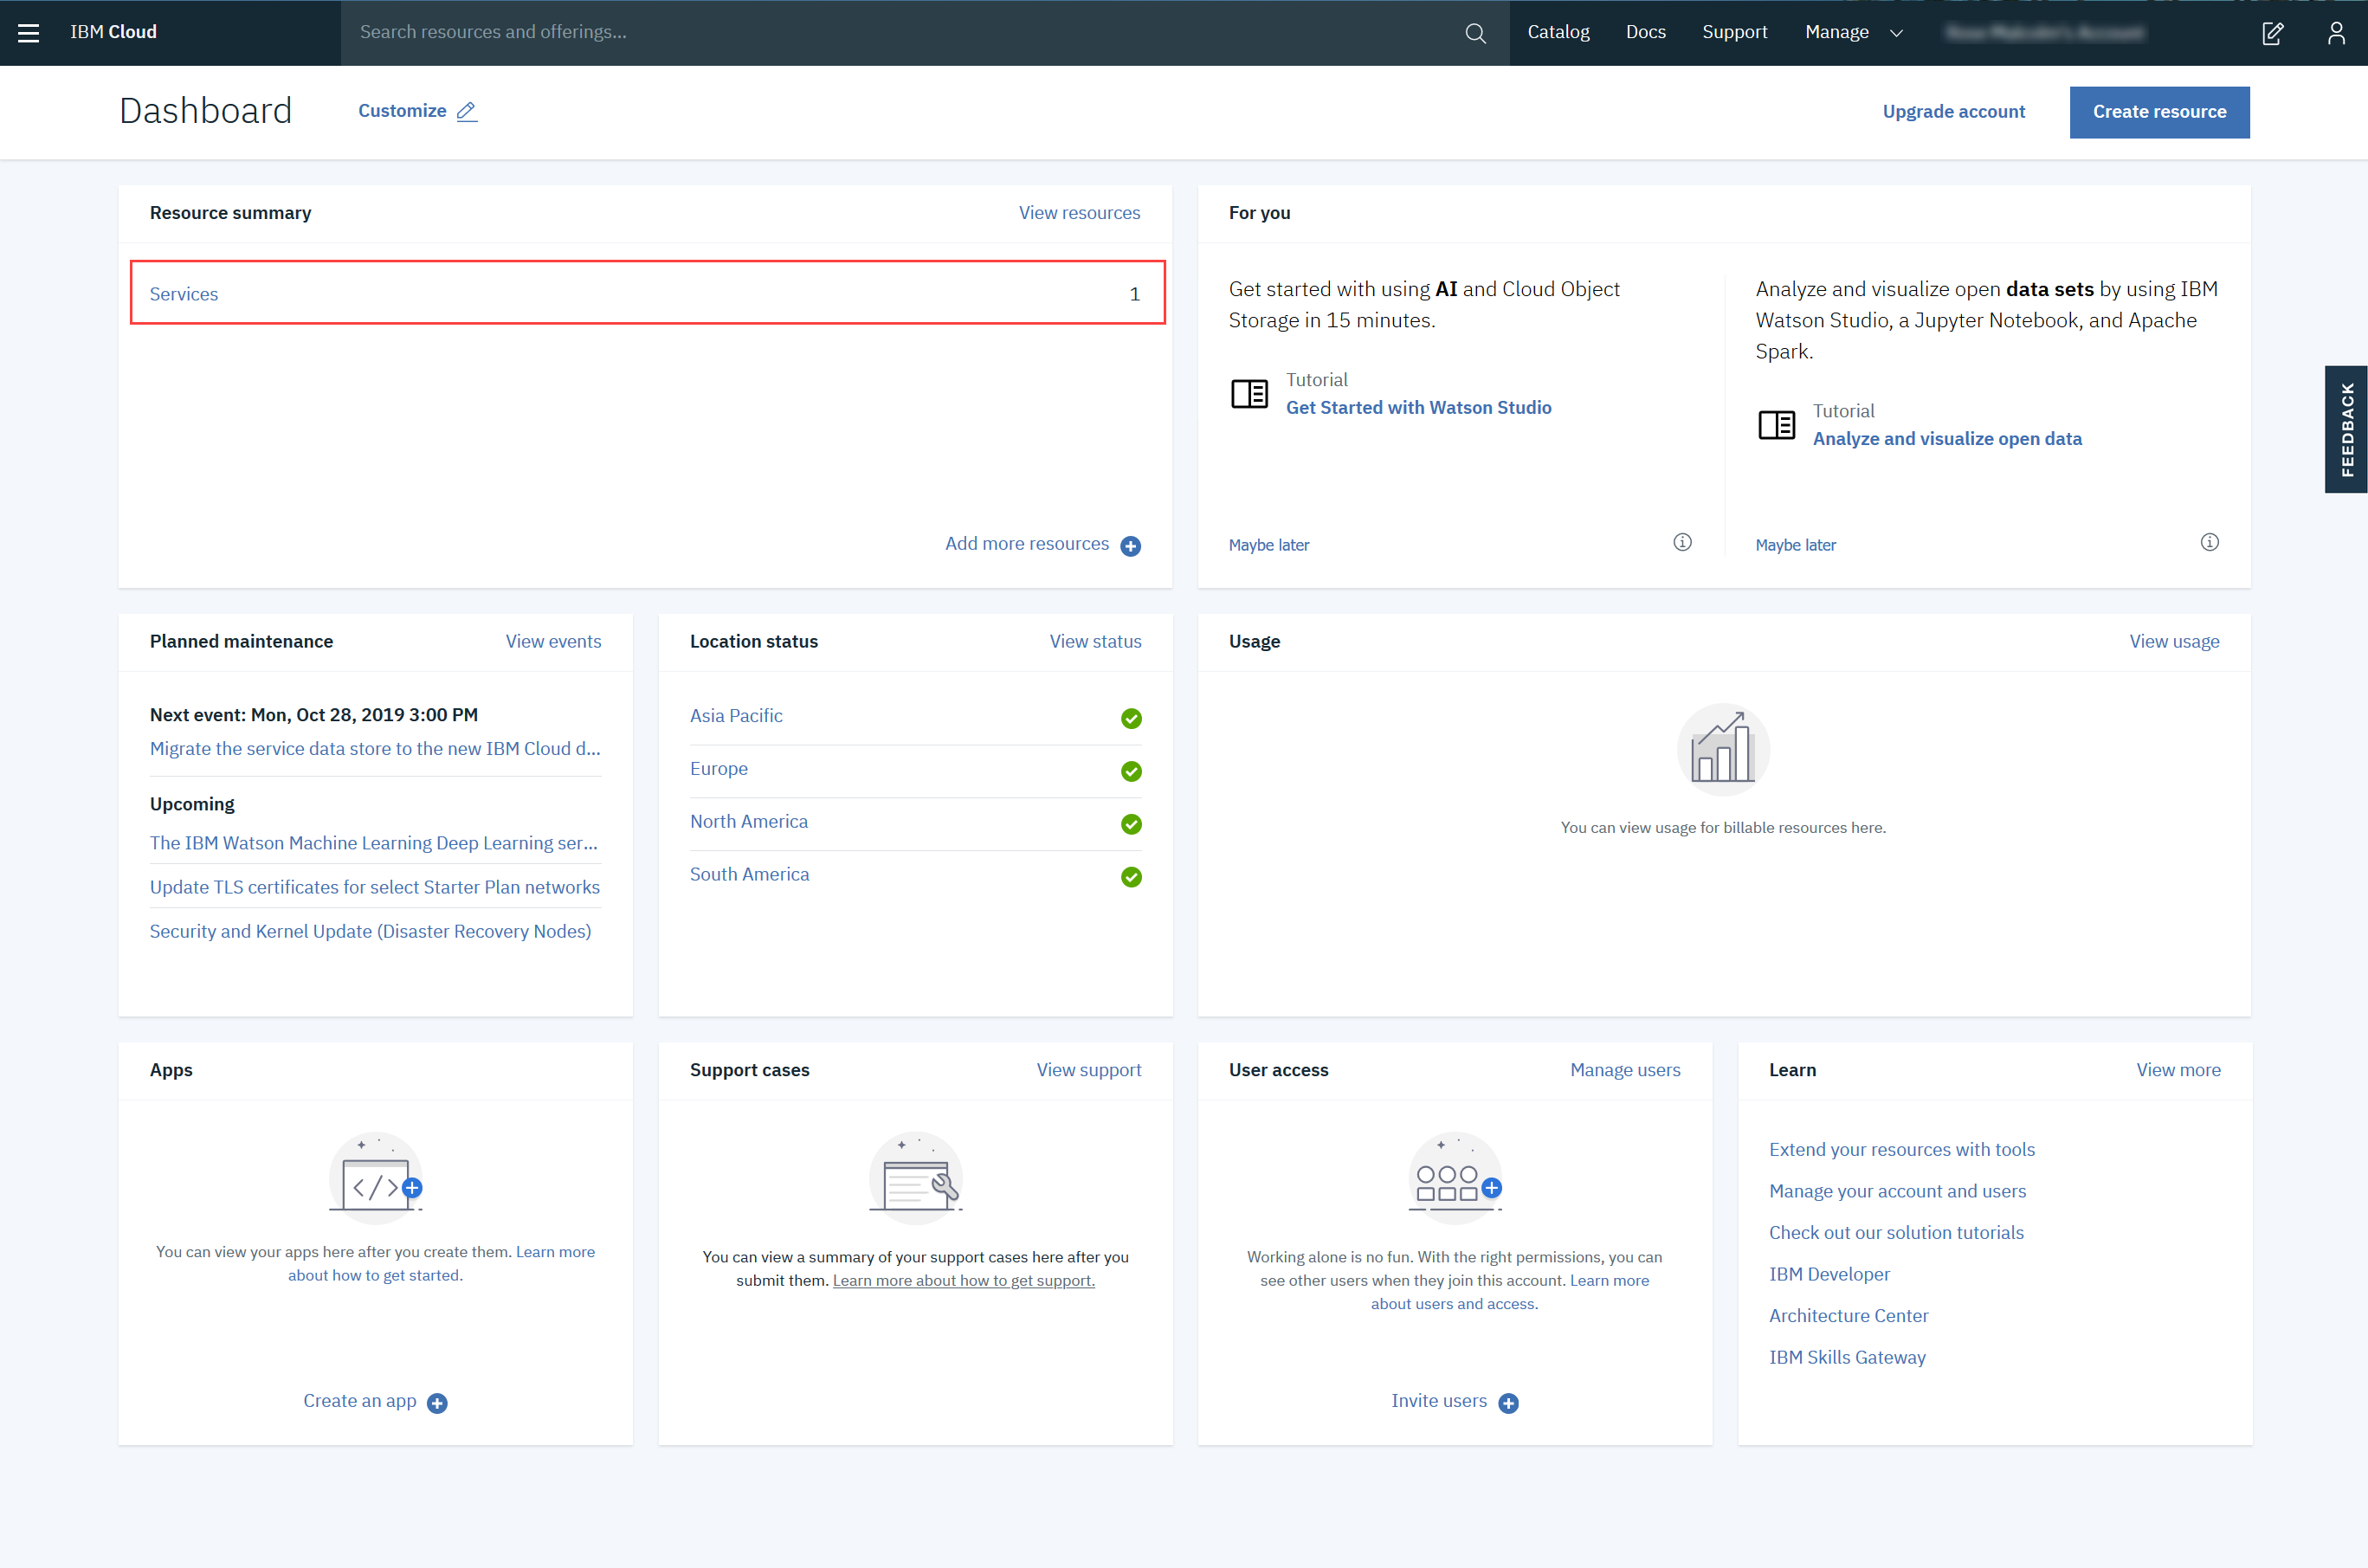 IBM Cloud
Search resources and offerings...
Catalog
Docs
Support
Manage
Dashboard
Customize
Upgrade account
Create resource
Resource summary
View resources
Services
1
Add more resources
For you
Get started with using AI and Cloud Object
Storage in 15 minutes.
Tutorial
Get Started with Watson Studio
Maybe later
Analyze and visualize open data sets by using IBM
Watson Studio, a Jupyter Notebook, and Apache
Spark.
Tutorial
Analyze and visualize open data
Maybe later
FEEDBACK
Planned maintenance
View events
Next event: Mon, Oct 28, 2019 3:00 PM
Migrate the service data store to the new IBM Cloud d...
Upcoming
The IBM Watson Machine Learning Deep Learning ser...
Update TLS certificates for select Starter Plan networks
Security and Kernel Update (Disaster Recovery Nodes)
Location status
View status
Asia Pacific
Europe
North America
South America
Usage
View usage
You can view usage for billable resources here.
Apps
You can view your apps here after you create them. Learn more
about how to get started.
Create an app
Support cases
View support
You can view a summary of your support cases here after you
submit them. Learn more about how to get support.
User access
Manage users
Working alone is no fun. With the right permissions, you can
see other users when they join this account. Learn more
about users and access.
Invite users
Learn
View more
Extend your resources with tools
Manage your account and users
Check out our solution tutorials
IBM Developer
Architecture Center
IBM Skills Gateway